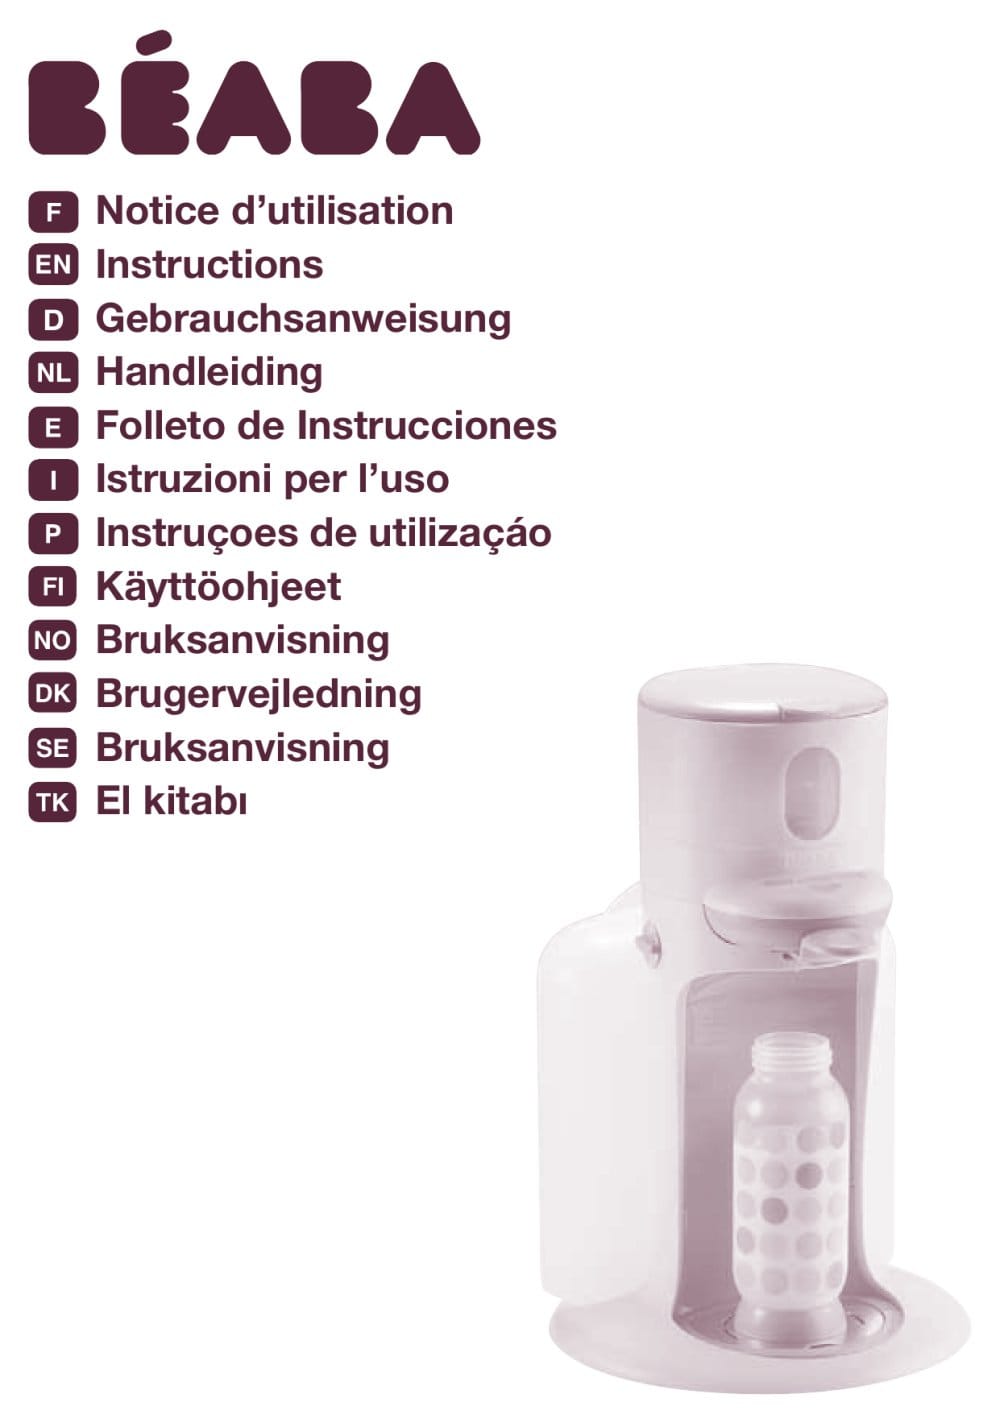 BÉABA
F Notice d’utilisation
EN Instructions
D Gebrauchsanweisung
NL Handleiding
E Folleto de Instrucciones
I Istruzioni per l’uso
P Instruçoes de utilizaçáo
FI Käyttöohjeet
NO Bruksanvisning
DK Brugervejledning
SE Bruksanvisning
TK El kitabı